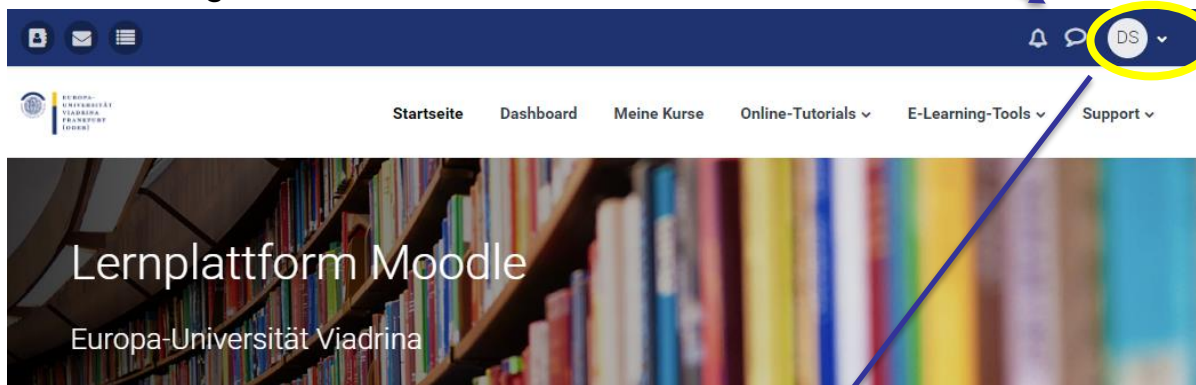 DS
EUROPA-
UNIVERSITÄT
VIADRINA
FRANKFURT
(ODER)
Startseite Dashboard Meine Kurse Online-Tutorials E-Learning-Tools Support
Lernplattform Moodle
Europa-Universität Viadrina